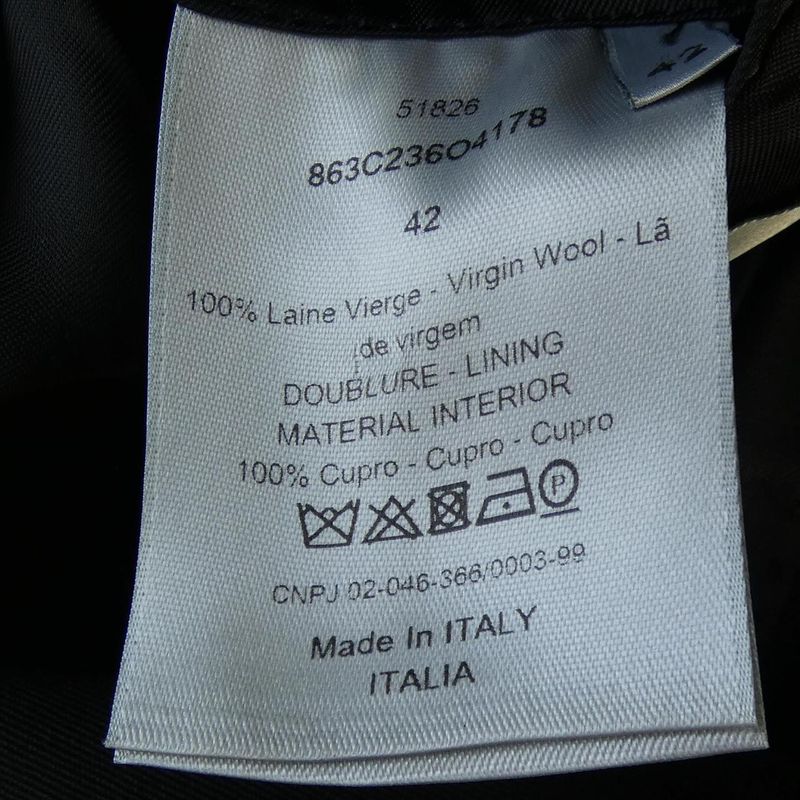 42
51826
863C236O4178
42
100% Laine Vierge - Virgin Wool - Lã
de virgem
DOUBLURE - LINING
MATERIAL INTERIOR
100% Cupro - Cupro - Cupro
P
CNPJ 02-046-366/0003-99
Made In ITALY
ITALIA